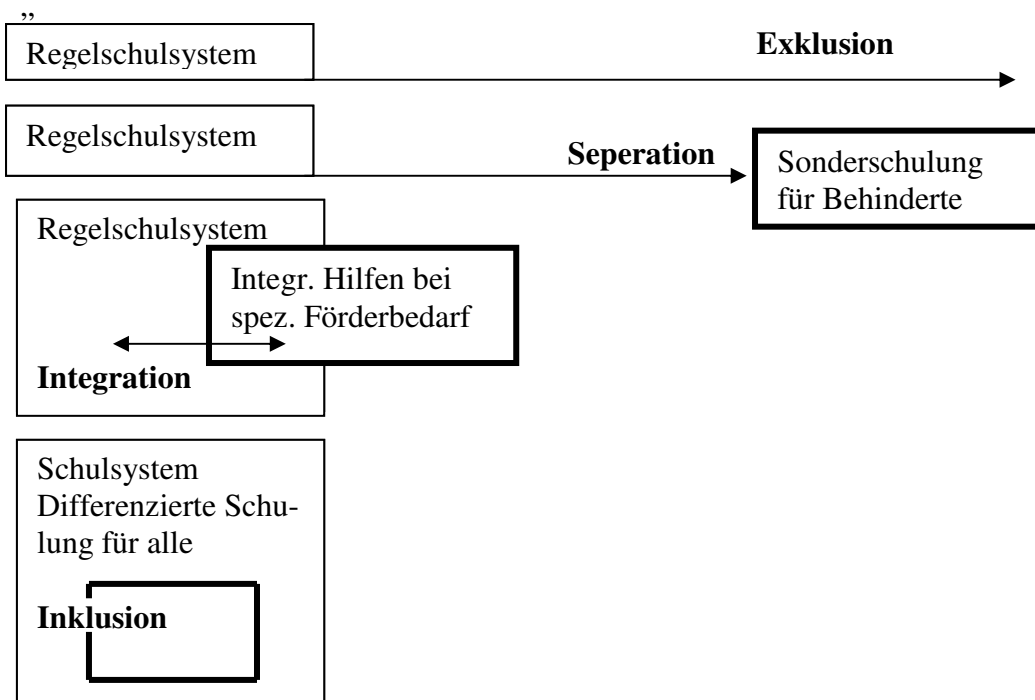 „
Regelschulsystem
Exklusion
Regelschulsystem
Seperation
Sonderschulung
für Behinderte
Regelschulsystem
Integr. Hilfen bei
spez. Förderbedarf
Integration
Schulsystem
Differenzierte Schu-
lung für alle
Inklusion